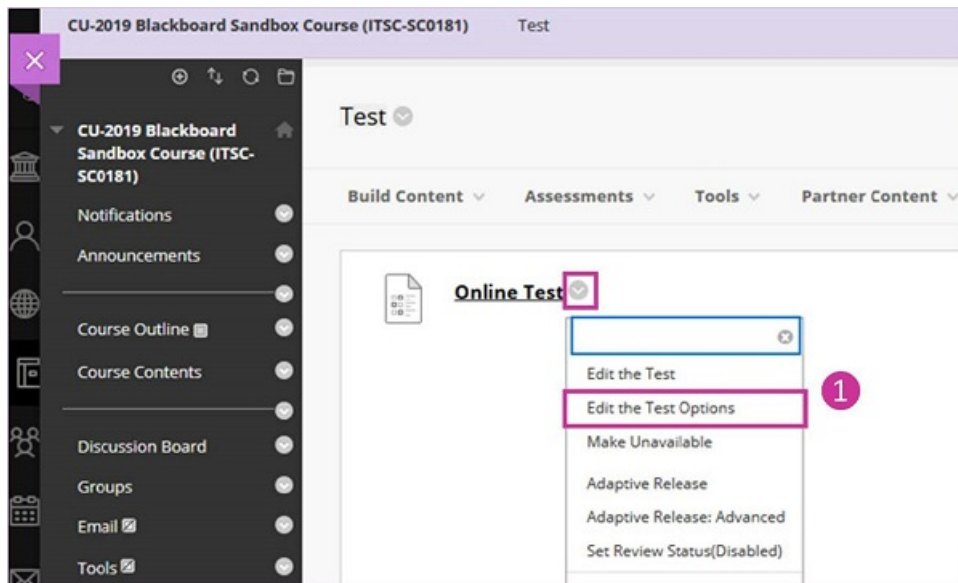 CU-2019 Blackboard Sandbox Course (ITSC-SC0181) Test
CU-2019 Blackboard
Sandbox Course (ITSC-
SC0181)
Notifications
Announcements
Course Outline
Course Contents
Discussion Board
Groups
Email
Tools
Test
Build Content Assessments Tools Partner Content
Online Test
Edit the Test
Edit the Test Options
1
Make Unavailable
Adaptive Release
Adaptive Release: Advanced
Set Review Status(Disabled)